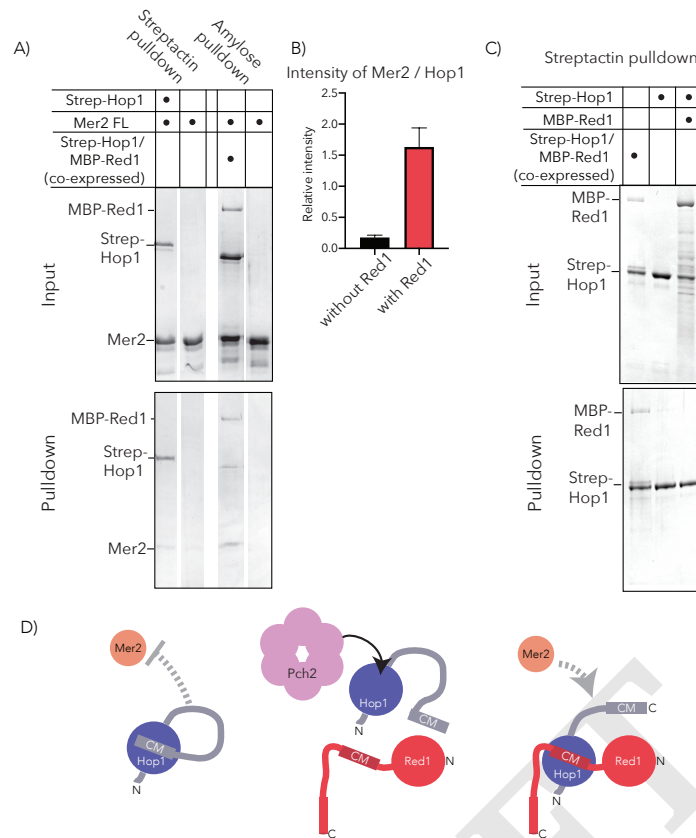 A)
Streptactin
pulldown
Amylose
pulldown
Strep-Hop1
Mer2 FL
Strep-Hop1/
MBP-Red1
(co-expressed)
Input
MBP-Red1
Strep-
Hop1
Mer2
Pulldown
MBP-Red1
Strep-
Hop1
Mer2
B)
Intensity of Mer2 / Hop1
Relative intensity
2.5
2.0
1.5
1.0
0.5
0.0
without Red1
with Red1
C)
Streptactin pulldown
Strep-Hop1
MBP-Red1
Strep-Hop1/
MBP-Red1
(co-expressed)
Input
MBP-
Red1
Strep-
Hop1
Pulldown
MBP-
Red1
Strep-
Hop1
D)
Mer2
CM
Hop1
N
Pch2
Hop1
CM
N
CM
Red1
N
C
Mer2
CM
C
CM
Hop1
Red1
N
N
C